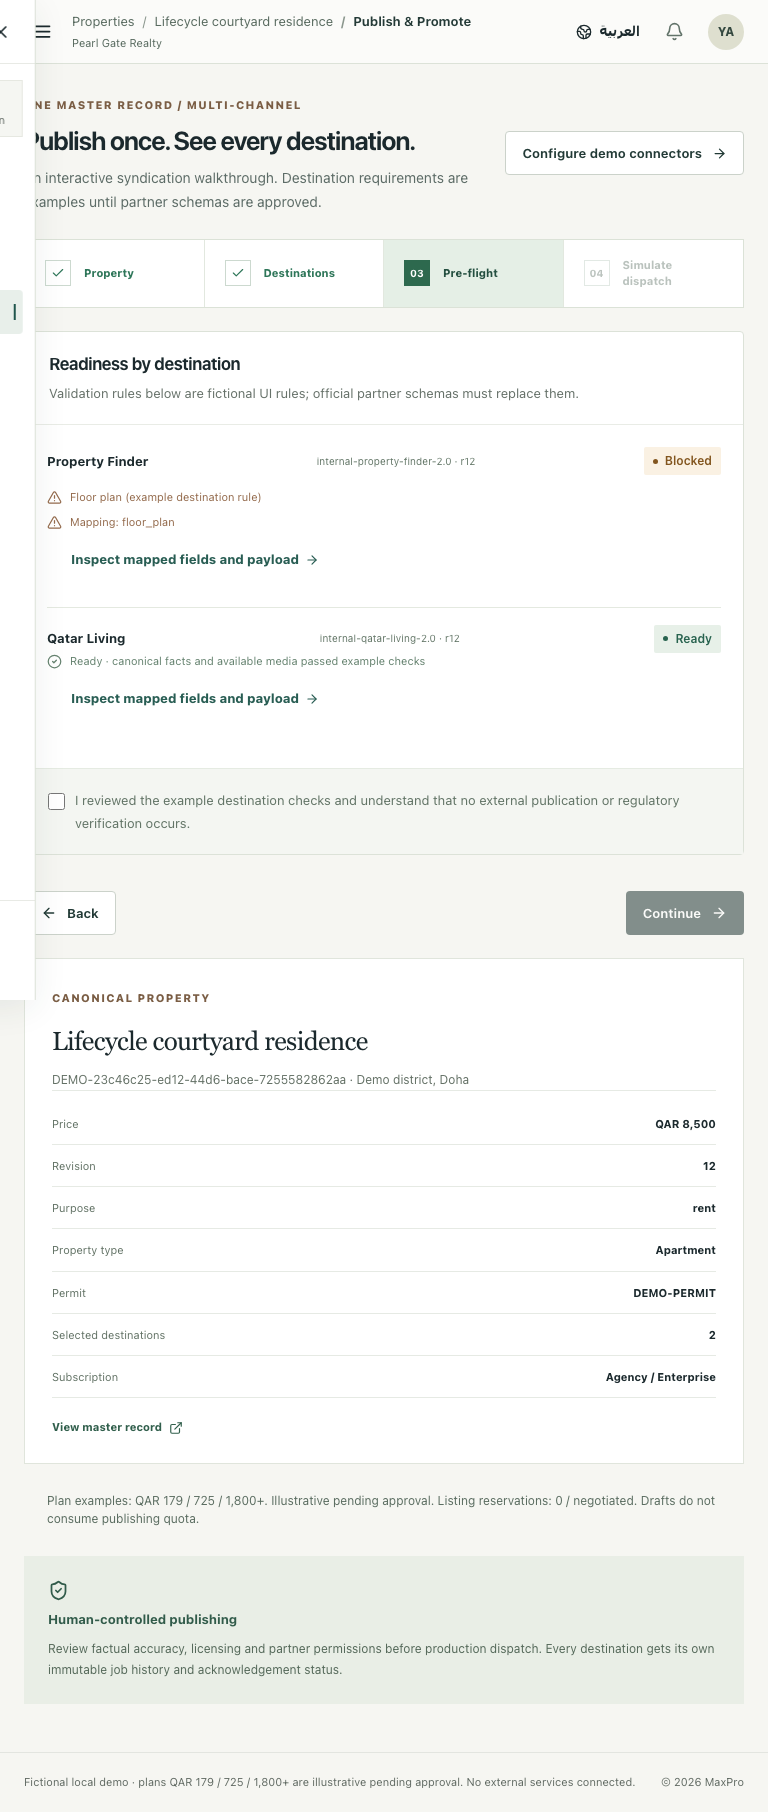 Properties / Lifecycle courtyard residence / Publish & Promote
Pearl Gate Realty
العربية
YA
NE MASTER RECORD / MULTI-CHANNEL
Publish once. See every destination.
n interactive syndication walkthrough. Destination requirements are
xamples until partner schemas are approved.
Configure demo connectors
Property
Destinations
03 Pre-flight
04 Simulate
dispatch
Readiness by destination
Validation rules below are fictional UI rules; official partner schemas must replace them.
Property Finder
internal-property-finder-2.0 · r12
Blocked
Floor plan (example destination rule)
Mapping: floor_plan
Inspect mapped fields and payload
Qatar Living
internal-qatar-living-2.0 · r12
Ready
Ready · canonical facts and available media passed example checks
Inspect mapped fields and payload
I reviewed the example destination checks and understand that no external publication or regulatory
verification occurs.
Back
Continue
CANONICAL PROPERTY
Lifecycle courtyard residence
DEMO-23c46c25-ed12-44d6-bace-7255582862aa · Demo district, Doha
Price QAR 8,500
Revision 12
Purpose rent
Property type Apartment
Permit DEMO-PERMIT
Selected destinations 2
Subscription Agency / Enterprise
View master record
Plan examples: QAR 179 / 725 / 1,800+. Illustrative pending approval. Listing reservations: 0 / negotiated. Drafts do not
consume publishing quota.
Human-controlled publishing
Review factual accuracy, licensing and partner permissions before production dispatch. Every destination gets its own
immutable job history and acknowledgement status.
Fictional local demo · plans QAR 179 / 725 / 1,800+ are illustrative pending approval. No external services connected.
© 2026 MaxPro